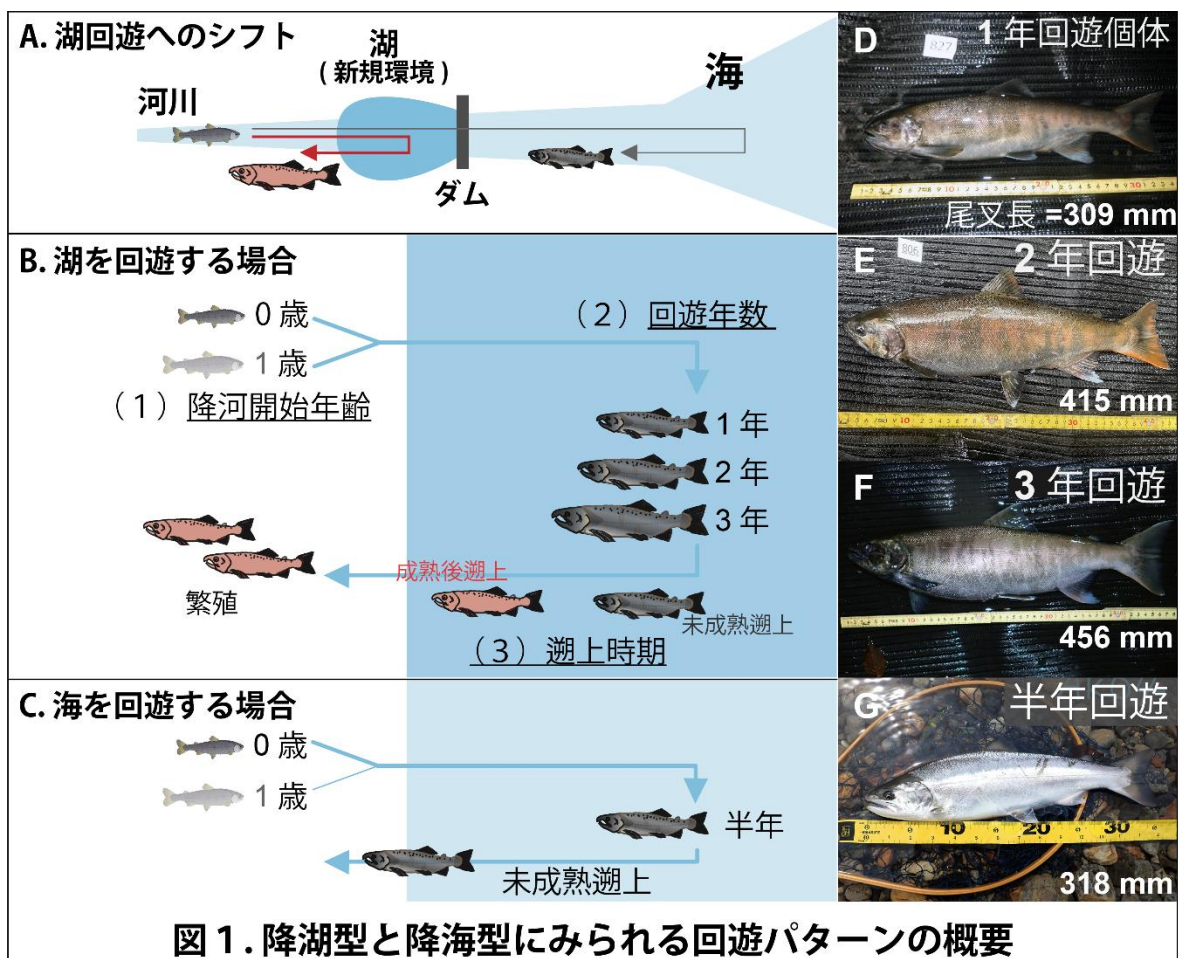 A. 湖回遊へのシフト
湖
( 新規環境 )
海
河川
ダム
B. 湖を回遊する場合
0 歳
1 歳
（1）降河開始年齢
（2）回遊年数
1 年
2 年
3 年
成熟後遡上
繁殖
未成熟遡上
（3）遡上時期
C. 海を回遊する場合
0 歳
1 歳
半年
未成熟遡上
D
827
1 年回遊個体
尾叉長 =309 mm
E
806
2 年回遊
415 mm
F
3 年回遊
456 mm
G
半年回遊
10 20 30
318 mm
図 1. 降湖型と降海型にみられる回遊パターンの概要